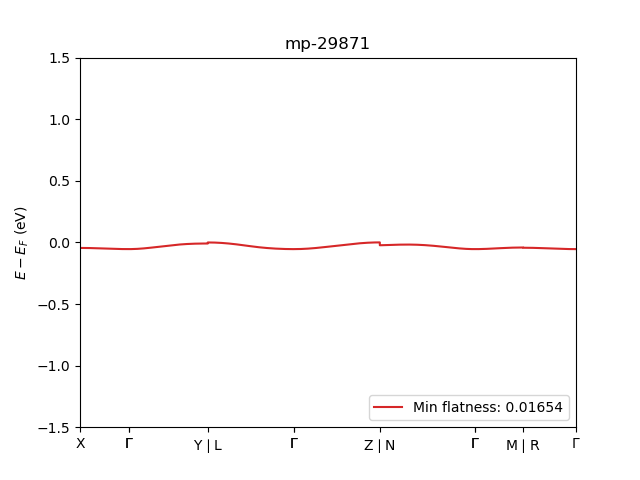 mp-29871
1.5
1.0
0.5
0.0
−0.5
−1.0
−1.5
E − E_F (eV)
Min flatness: 0.01654
X Γ Y | L Γ Z | N Γ M | R Γ